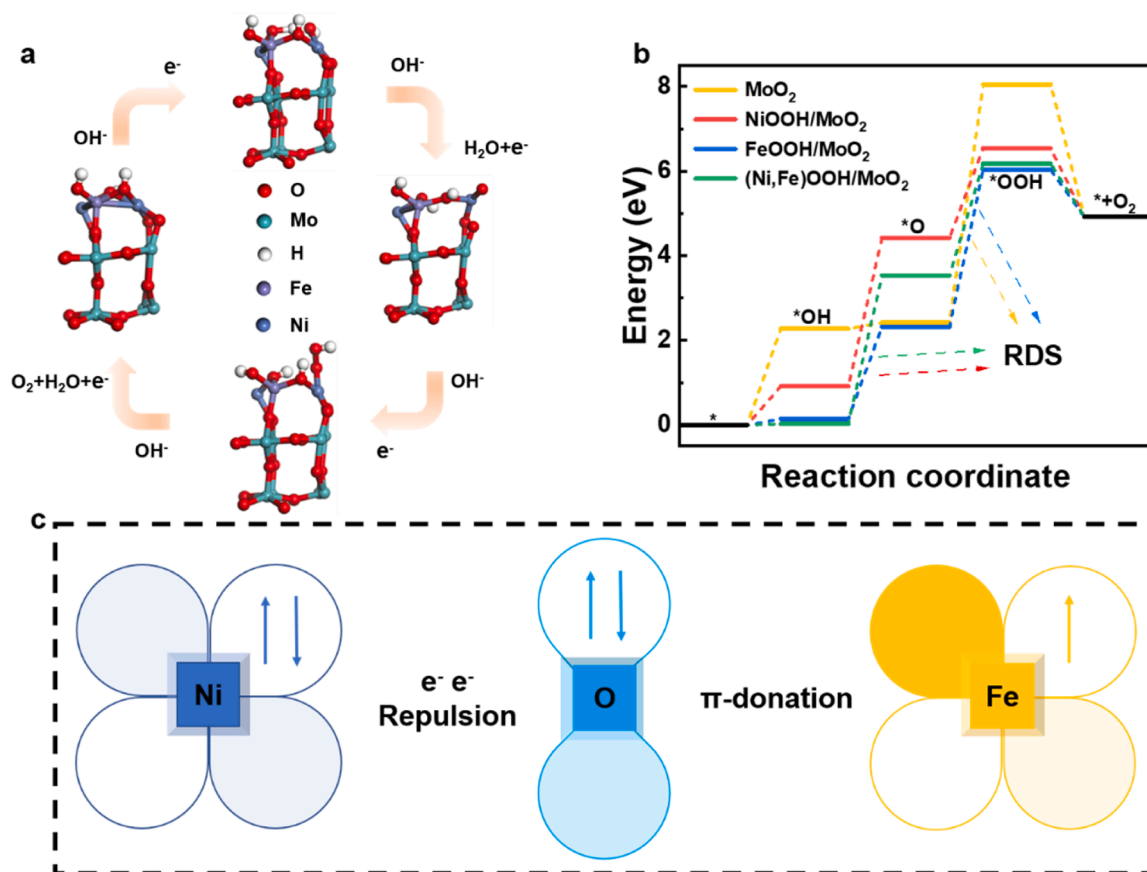 a
e⁻
OH⁻
OH⁻
H₂O+e⁻
O
Mo
H
Fe
Ni
O₂+H₂O+e⁻
OH⁻
OH⁻
e⁻
b
8
6
4
2
0
Energy (eV)
MoO₂
NiOOH/MoO₂
FeOOH/MoO₂
(Ni,Fe)OOH/MoO₂
*
*OH
*O
*OOH
*+O₂
RDS
Reaction coordinate
c
Ni
e⁻ e⁻
Repulsion
O
π-donation
Fe